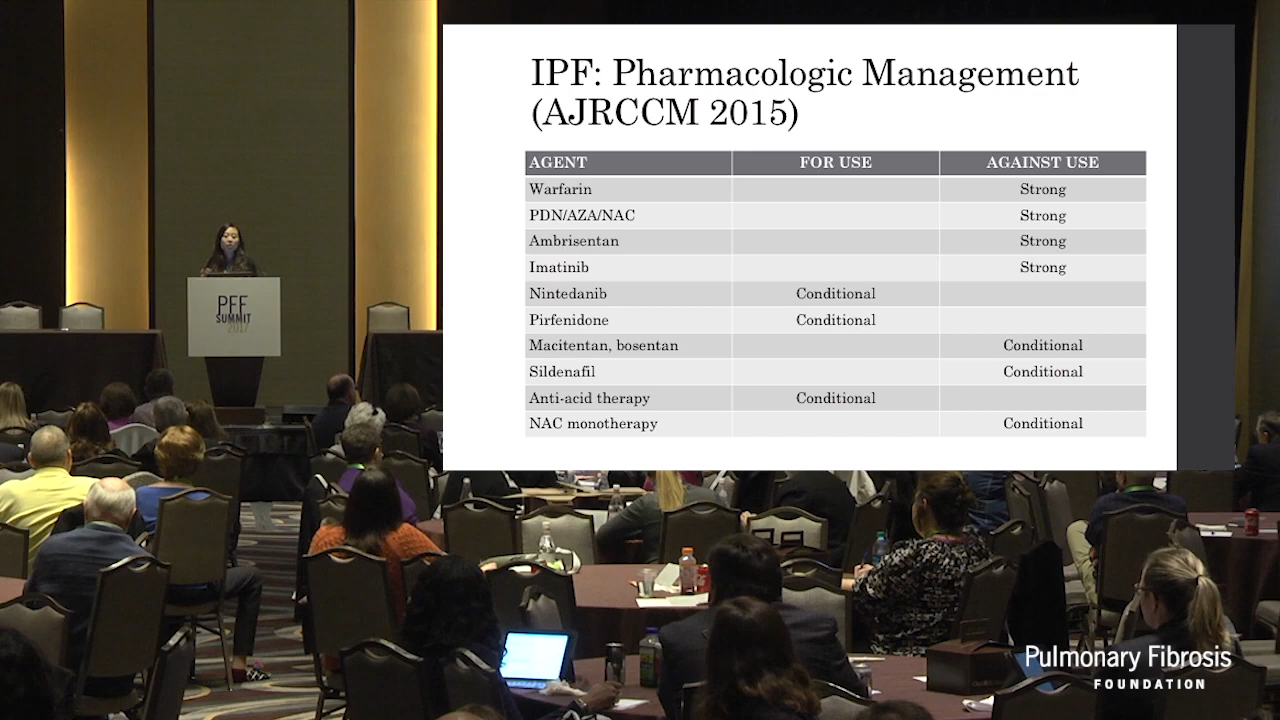 IPF: Pharmacologic Management
(AJRCCM 2015)
AGENT FOR USE AGAINST USE
Warfarin Strong
PDN/AZA/NAC Strong
Ambrisentan Strong
Imatinib Strong
Nintedanib Conditional
Pirfenidone Conditional
Macitentan, bosentan Conditional
Sildenafil Conditional
Anti-acid therapy Conditional
NAC monotherapy Conditional
PFF
SUMMIT
2017
Pulmonary Fibrosis
FOUNDATION